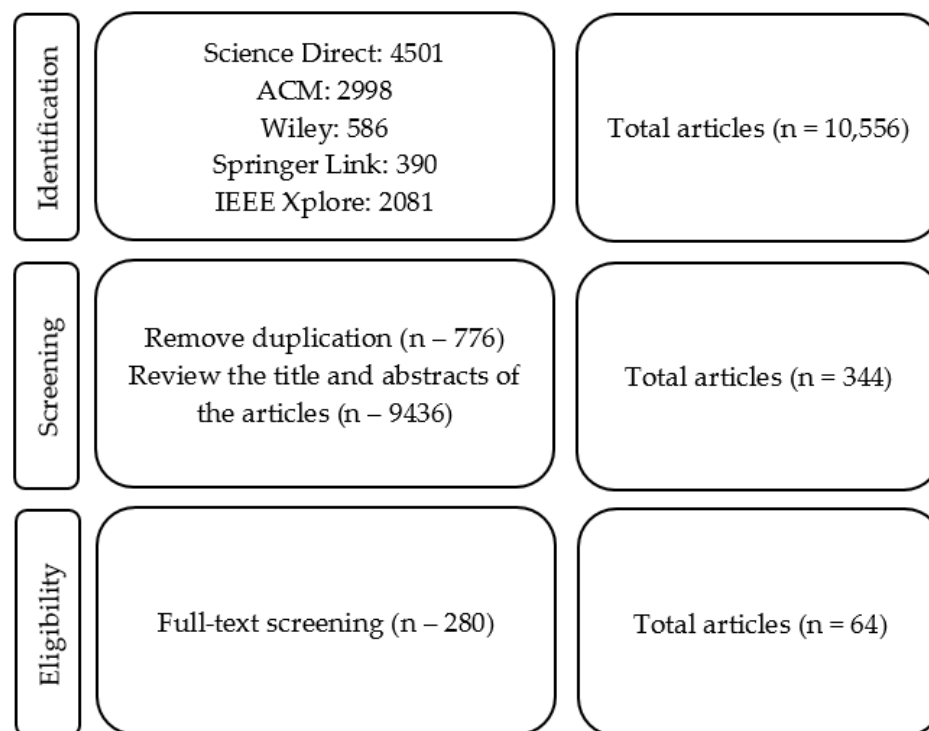 Identification
Science Direct: 4501
ACM: 2998
Wiley: 586
Springer Link: 390
IEEE Xplore: 2081
Total articles (n = 10,556)
Screening
Remove duplication (n – 776)
Review the title and abstracts of
the articles (n – 9436)
Total articles (n = 344)
Eligibility
Full-text screening (n – 280)
Total articles (n = 64)